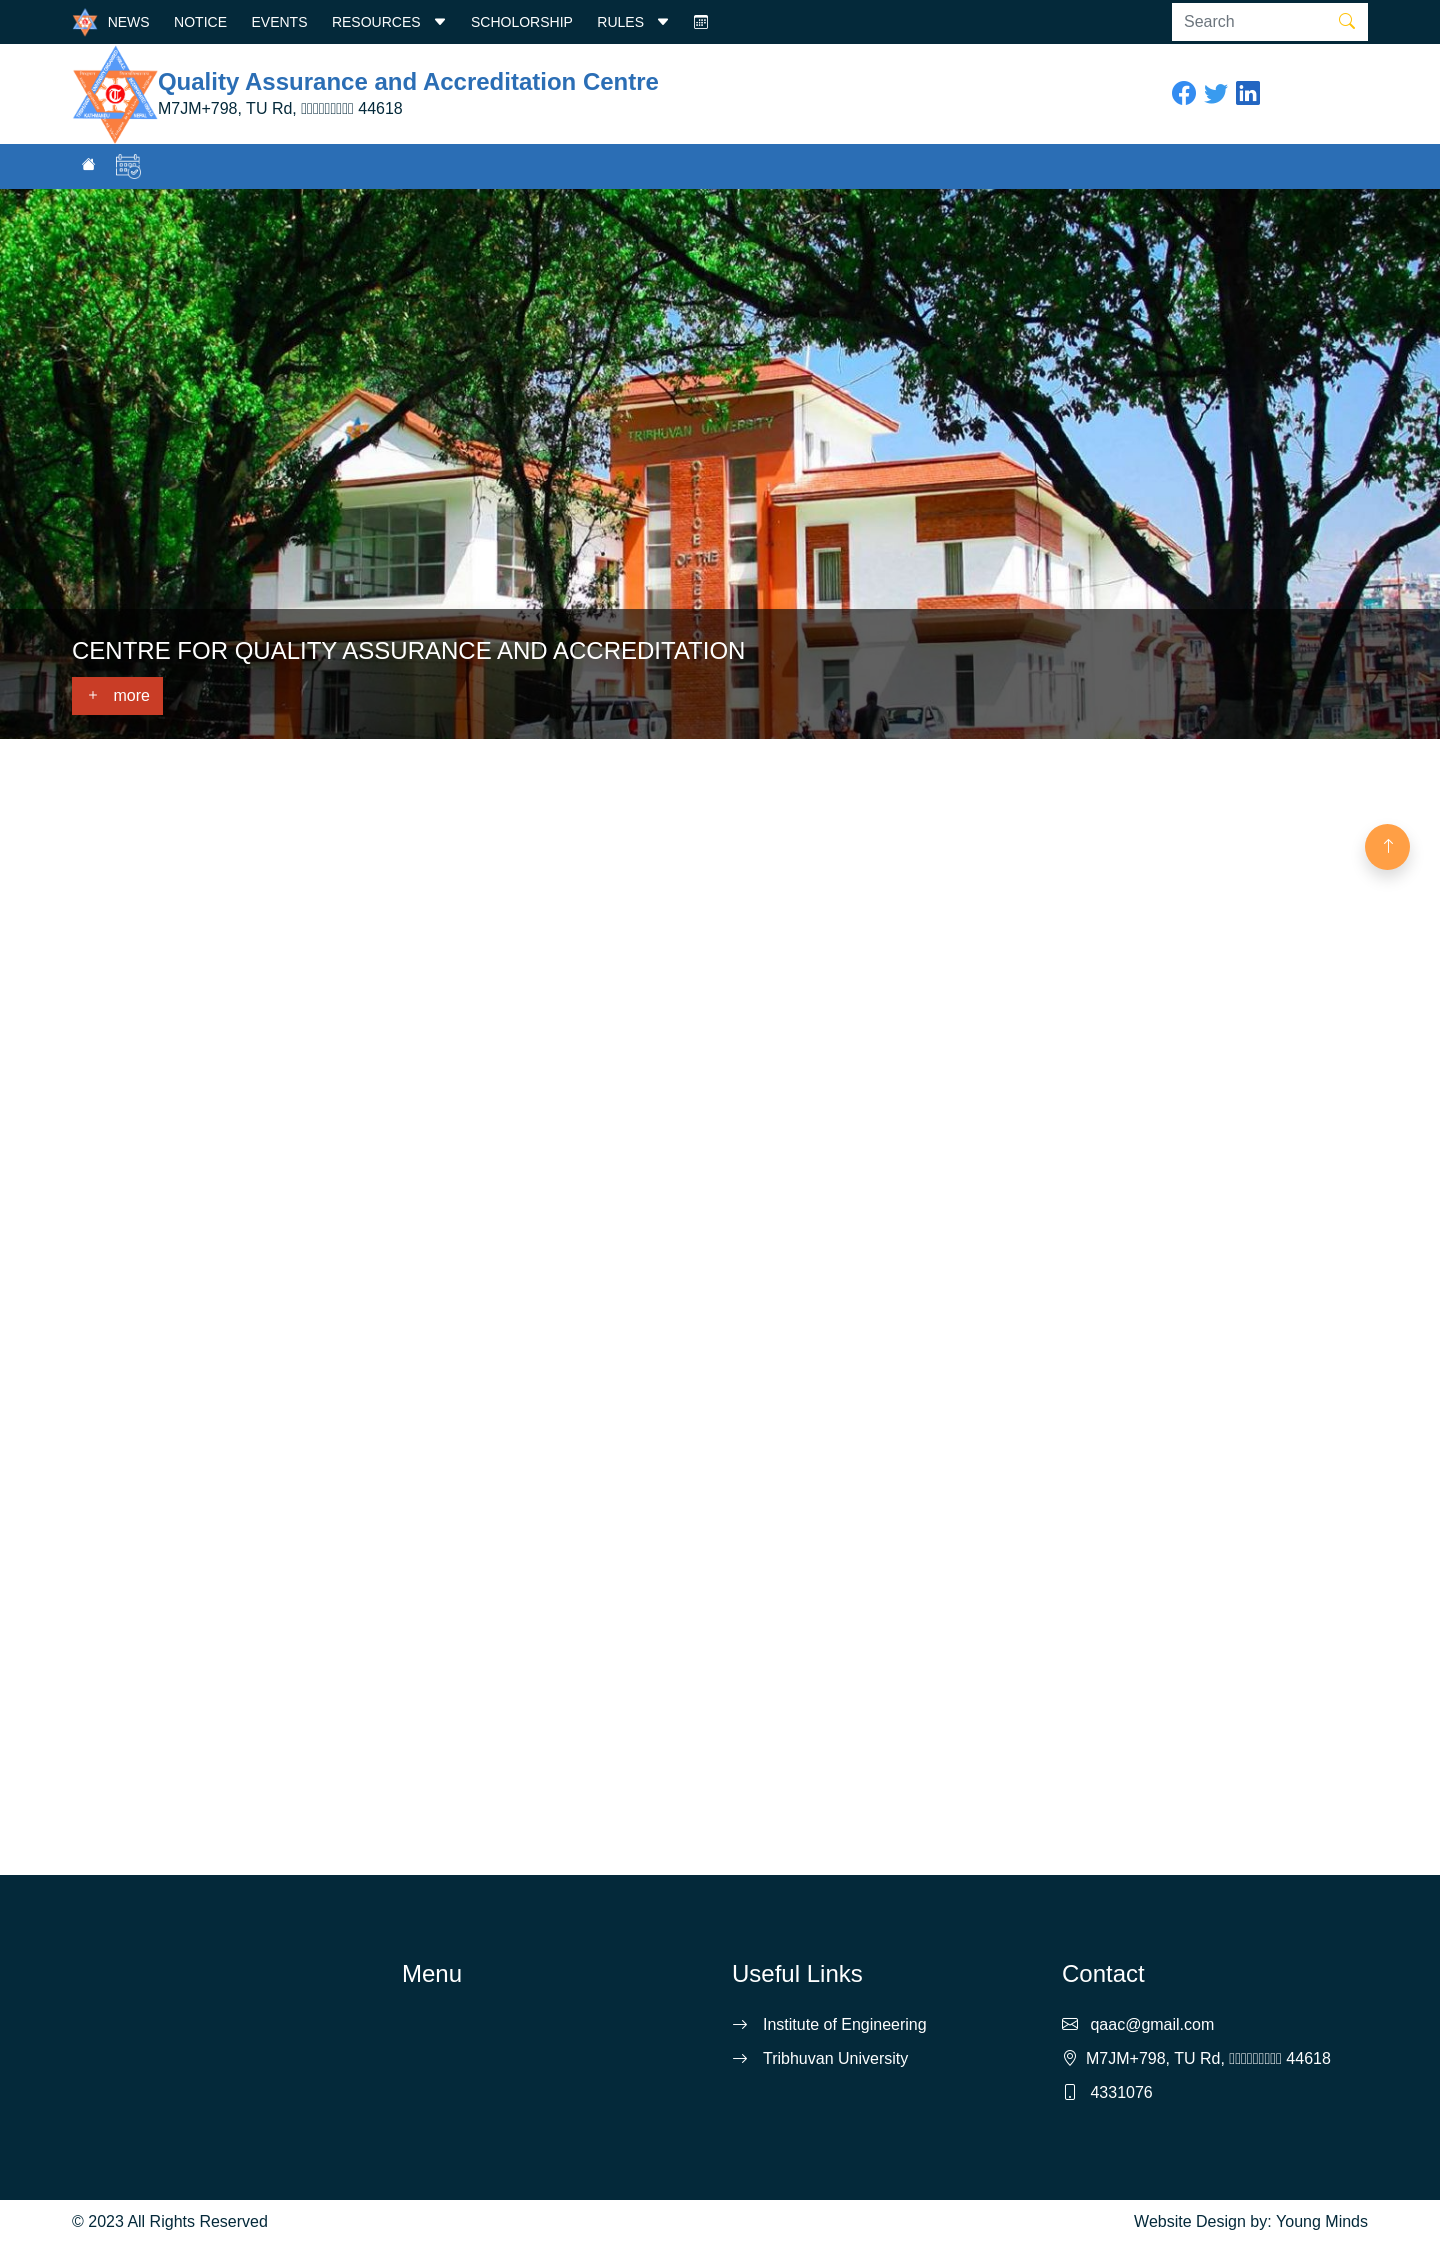 NEWS NOTICE EVENTS RESOURCES SCHOLORSHIP RULES Search
Quality Assurance and Accreditation Centre
M7JM+798, TU Rd, 44618
TRIBHUVAN UNIVERSITY
OFFICE
OF THE
RECTOR
CENTRE FOR QUALITY ASSURANCE AND ACCREDITATION
+ more
Menu
Useful Links
Institute of Engineering
Tribhuvan University
Contact
qaac@gmail.com
M7JM+798, TU Rd, 44618
4331076
© 2023 All Rights Reserved
Website Design by: Young Minds